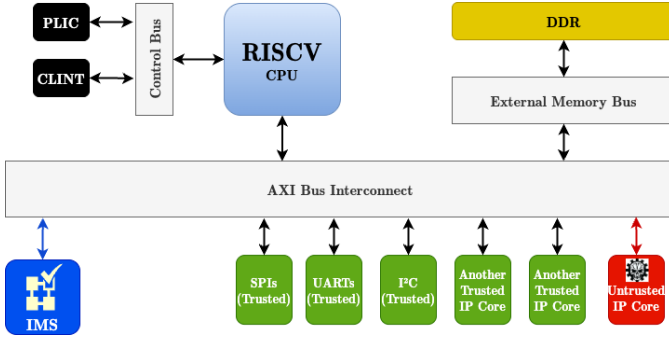 PLIC
CLINT
Control Bus
RISCV
CPU
DDR
External Memory Bus
AXI Bus Interconnect
IMS
SPIs
(Trusted)
UARTs
(Trusted)
I²C
(Trusted)
Another
Trusted
IP Core
Another
Trusted
IP Core
Untrusted
IP Core